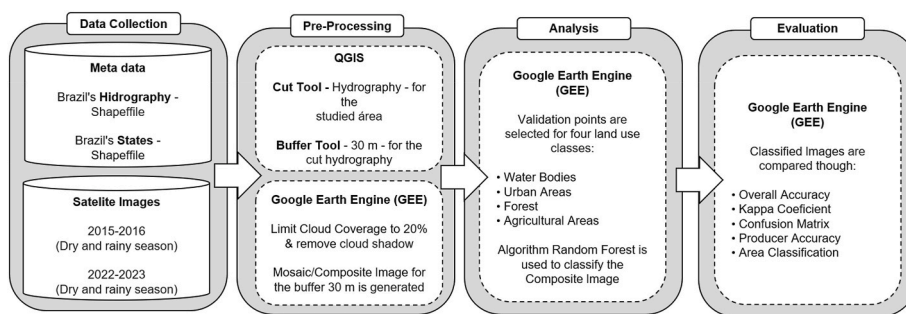 Data Collection
Meta data
Brazil's Hidrography -
Shapeffile
Brazil's States -
Shapeffile
Satelite Images
2015-2016
(Dry and rainy season)
2022-2023
(Dry and rainy season)
Pre-Processing
QGIS
Cut Tool - Hydrography - for
the
studied área
Buffer Tool - 30 m - for the
cut hydrography
Google Earth Engine (GEE)
Limit Cloud Coverage to 20%
& remove cloud shadow
Mosaic/Composite Image for
the buffer 30 m is generated
Analysis
Google Earth Engine
(GEE)
Validation points are
selected for four land use
classes:
• Water Bodies
• Urban Areas
• Forest
• Agricultural Areas
Algorithm Random Forest is
used to classify the
Composite Image
Evaluation
Google Earth Engine
(GEE)
Classified Images are
compared though:
• Overall Accuracy
• Kappa Coeficient
• Confusion Matrix
• Producer Accuracy
• Area Classification